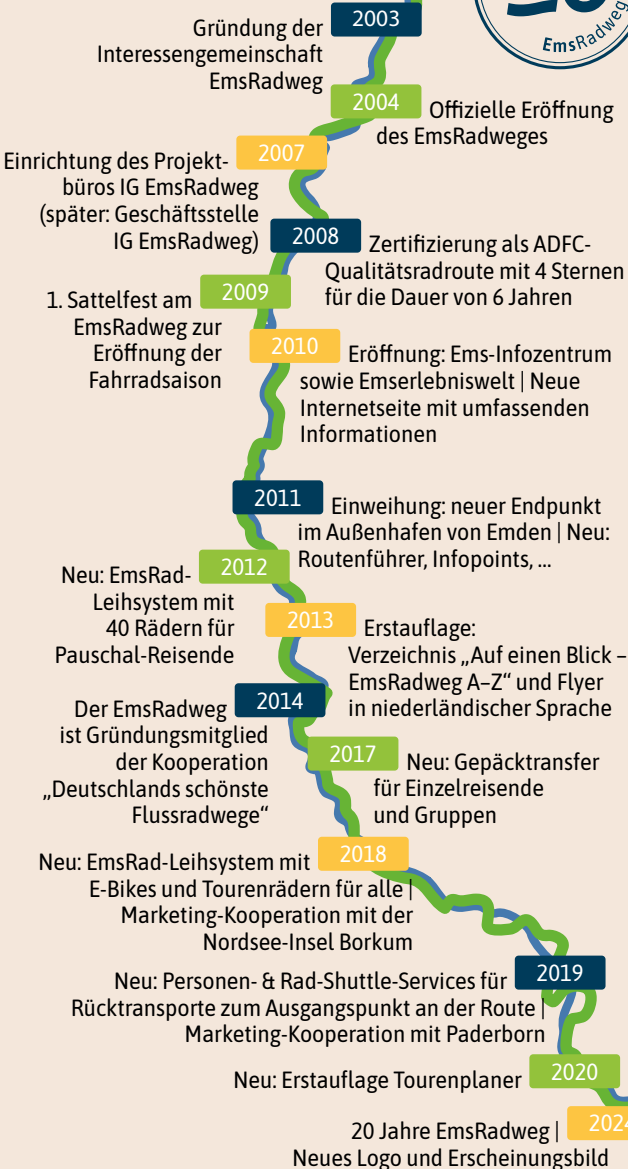 2003
Gründung der
Interessengemeinschaft
EmsRadweg
EmsRadweg
2004
Offizielle Eröffnung
des EmsRadweges
2007
Einrichtung des Projekt-
büros IG EmsRadweg
(später: Geschäftsstelle
IG EmsRadweg)
2008
Zertifizierung als ADFC-
Qualitätsradroute mit 4 Sternen
für die Dauer von 6 Jahren
2009
1. Sattelfest am
EmsRadweg zur
Eröffnung der
Fahrradsaison
2010
Eröffnung: Ems-Infozentrum
sowie Emserlebniswelt | Neue
Internetseite mit umfassenden
Informationen
2011
Einweihung: neuer Endpunkt
im Außenhafen von Emden | Neu:
Routenführer, Infopoints, ...
2012
Neu: EmsRad-
Leihsystem mit
40 Rädern für
Pauschal-Reisende
2013
Erstauflage:
Verzeichnis „Auf einen Blick –
EmsRadweg A–Z“ und Flyer
in niederländischer Sprache
2014
Der EmsRadweg
ist Gründungsmitglied
der Kooperation
„Deutschlands schönste
Flussradwege“
2017
Neu: Gepäcktransfer
für Einzelreisende
und Gruppen
2018
Neu: EmsRad-Leihsystem mit
E-Bikes und Tourenrädern für alle |
Marketing-Kooperation mit der
Nordsee-Insel Borkum
2019
Neu: Personen- & Rad-Shuttle-Services für
Rücktransporte zum Ausgangspunkt an der Route |
Marketing-Kooperation mit Paderborn
2020
Neu: Erstauflage Tourenplaner
2024
20 Jahre EmsRadweg |
Neues Logo und Erscheinungsbild